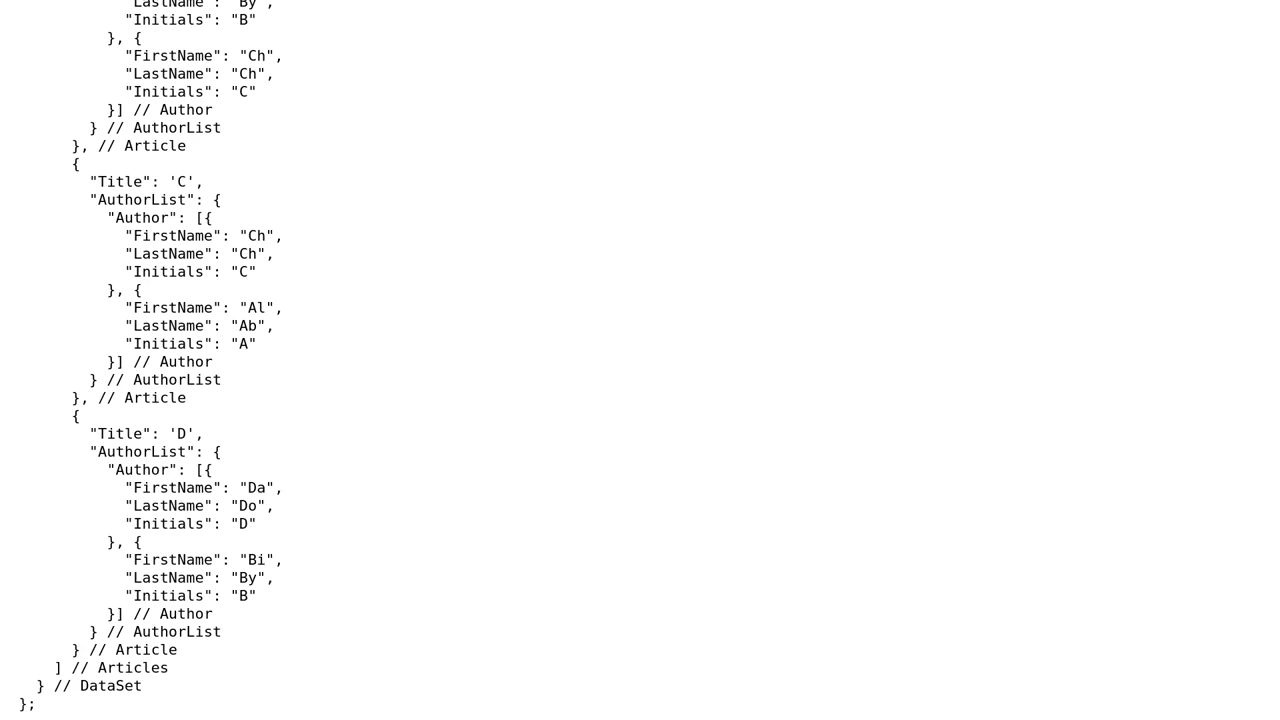 "LastName": "By",
"Initials": "B"
}, {
"FirstName": "Ch",
"LastName": "Ch",
"Initials": "C"
}] // Author
} // AuthorList
}, // Article
{
"Title": 'C',
"AuthorList": {
"Author": [{
"FirstName": "Ch",
"LastName": "Ch",
"Initials": "C"
}, {
"FirstName": "Al",
"LastName": "Ab",
"Initials": "A"
}] // Author
} // AuthorList
}, // Article
{
"Title": 'D',
"AuthorList": {
"Author": [{
"FirstName": "Da",
"LastName": "Do",
"Initials": "D"
}, {
"FirstName": "Bi",
"LastName": "By",
"Initials": "B"
}] // Author
} // AuthorList
} // Article
] // Articles
} // DataSet
};